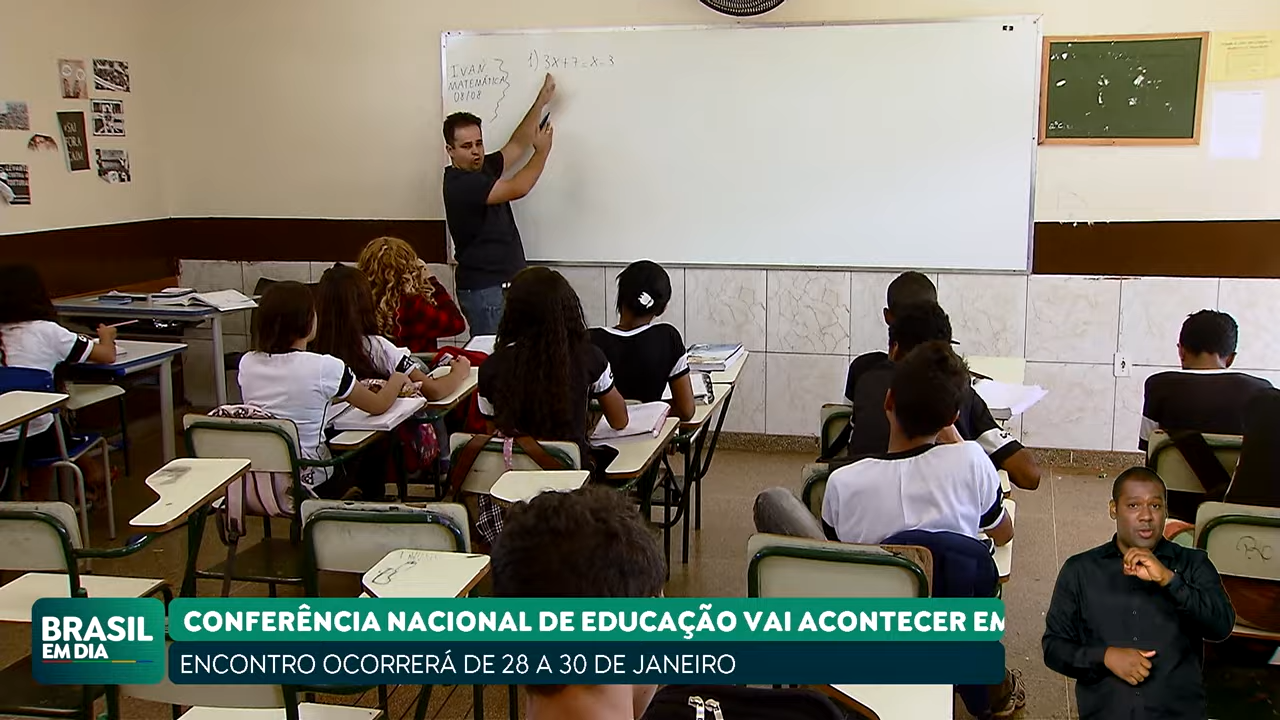 IVAN
MATEMÁTICA
08/08
1) 3x+7=x-3
BRASIL
EM DIA
CONFERÊNCIA NACIONAL DE EDUCAÇÃO VAI ACONTECER EM
ENCONTRO OCORRERÁ DE 28 A 30 DE JANEIRO